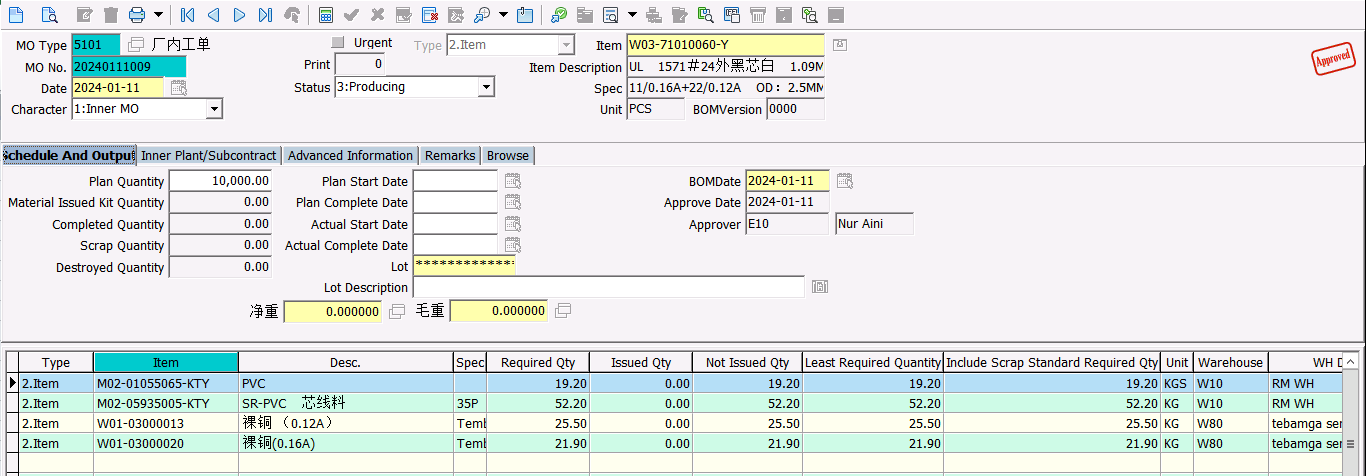 MO Type 5101 厂内工单 Urgent Type 2.Item Item W03-71010060-Y
MO No. 20240111009 Print 0 Item Description UL 1571#24外黑芯白 1.09M
Date 2024-01-11 Status 3:Producing Spec 11/0.16A+22/0.12A OD：2.5MM
Character 1:Inner MO Unit PCS BOMVersion 0000
Approved
Schedule And Output Inner Plant/Subcontract Advanced Information Remarks Browse
Plan Quantity 10,000.00 Plan Start Date BOMDate 2024-01-11
Material Issued Kit Quantity 0.00 Plan Complete Date Approve Date 2024-01-11
Completed Quantity 0.00 Actual Start Date Approver E10 Nur Aini
Scrap Quantity 0.00 Actual Complete Date
Destroyed Quantity 0.00 Lot *************
Lot Description
净重 0.000000 毛重 0.000000
Type Item Desc. Spec Required Qty Issued Qty Not Issued Qty Least Required Quantity Include Scrap Standard Required Qty Unit Warehouse WH D
2.Item M02-01055065-KTY PVC 19.20 0.00 19.20 19.20 19.20 KGS W10 RM WH
2.Item M02-05935005-KTY SR-PVC 芯线料 35P 52.20 0.00 52.20 52.20 52.20 KG W10 RM WH
2.Item W01-03000013 裸铜（0.12A） Temb 25.50 0.00 25.50 25.50 25.50 KG W80 tebamga ser
2.Item W01-03000020 裸铜(0.16A) Temb 21.90 0.00 21.90 21.90 21.90 KG W80 tebamga ser